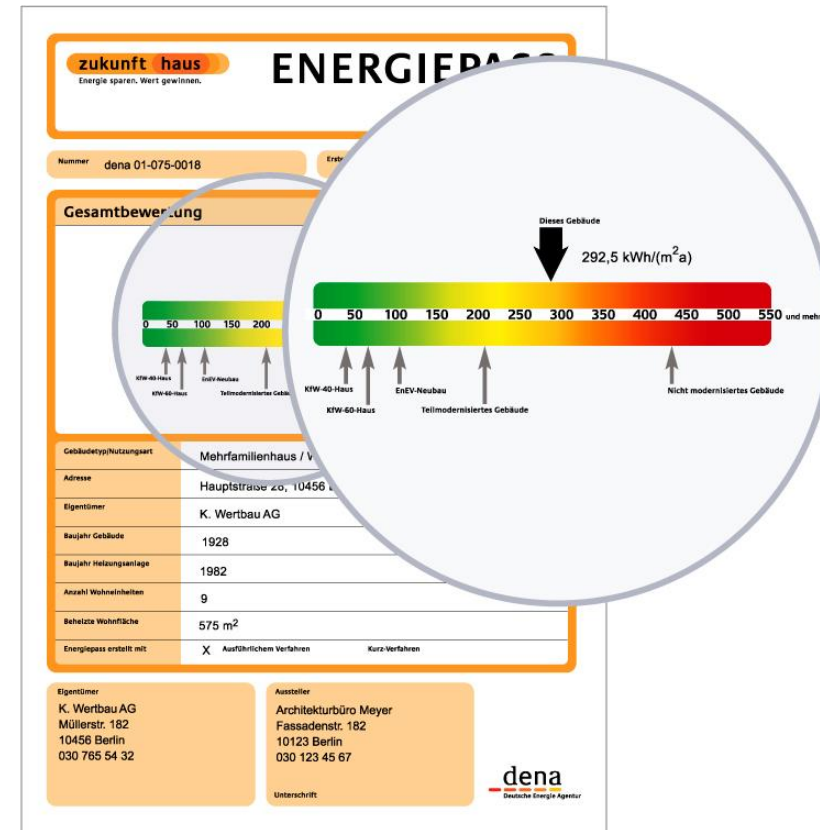 zukunft haus
Energie sparen. Wert gewinnen.
ENERGIEPASS
Nummer dena 01-075-0018
Gesamtbewertung
0 50 100 150 200
KfW-40-Haus
KfW-60-Haus
EnEV-Neubau
Teilmodernisiertes
Dieses Gebäude
292,5 kWh/(m²a)
0 50 100 150 200 250 300 350 400 450 500 550 und mehr
KfW-40-Haus
KfW-60-Haus
EnEV-Neubau
Teilmodernisiertes Gebäude
Nicht modernisiertes Gebäude
Gebäudetyp/Nutzungsart Mehrfamilienhaus /
Adresse Hauptstraße 28, 10456
Eigentümer K. Wertbau AG
Baujahr Gebäude 1928
Baujahr Heizungsanlage 1982
Anzahl Wohneinheiten 9
Beheizte Wohnfläche 575 m²
Energiepass erstellt mit X Ausführlichem Verfahren Kurz-Verfahren
Eigentümer
K. Wertbau AG
Müllerstr. 182
10456 Berlin
030 765 54 32
Aussteller
Architekturbüro Meyer
Fassadenstr. 182
10123 Berlin
030 123 45 67
Unterschrift
dena
Deutsche Energie Agentur